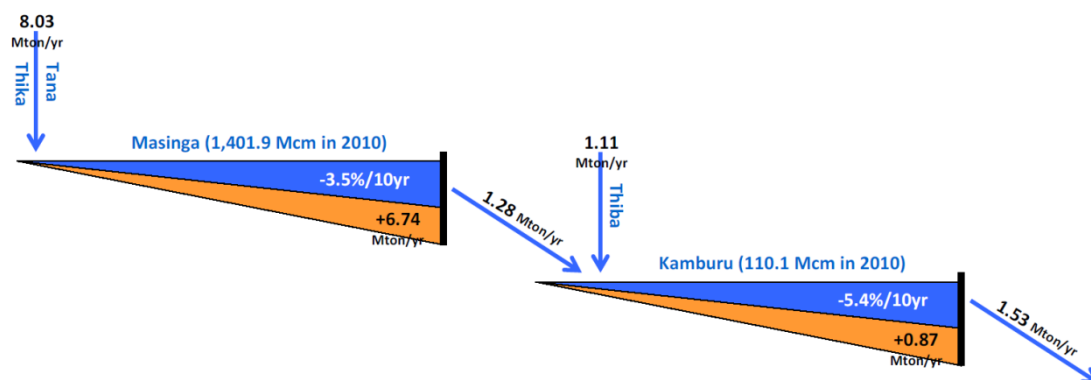 8.03
Mton/yr
Thika
Tana
Masinga (1,401.9 Mcm in 2010)
-3.5%/10yr
+6.74
Mton/yr
1.28 Mton/yr
1.11
Mton/yr
Thiba
Kamburu (110.1 Mcm in 2010)
-5.4%/10yr
+0.87
Mton/yr
1.53 Mton/yr